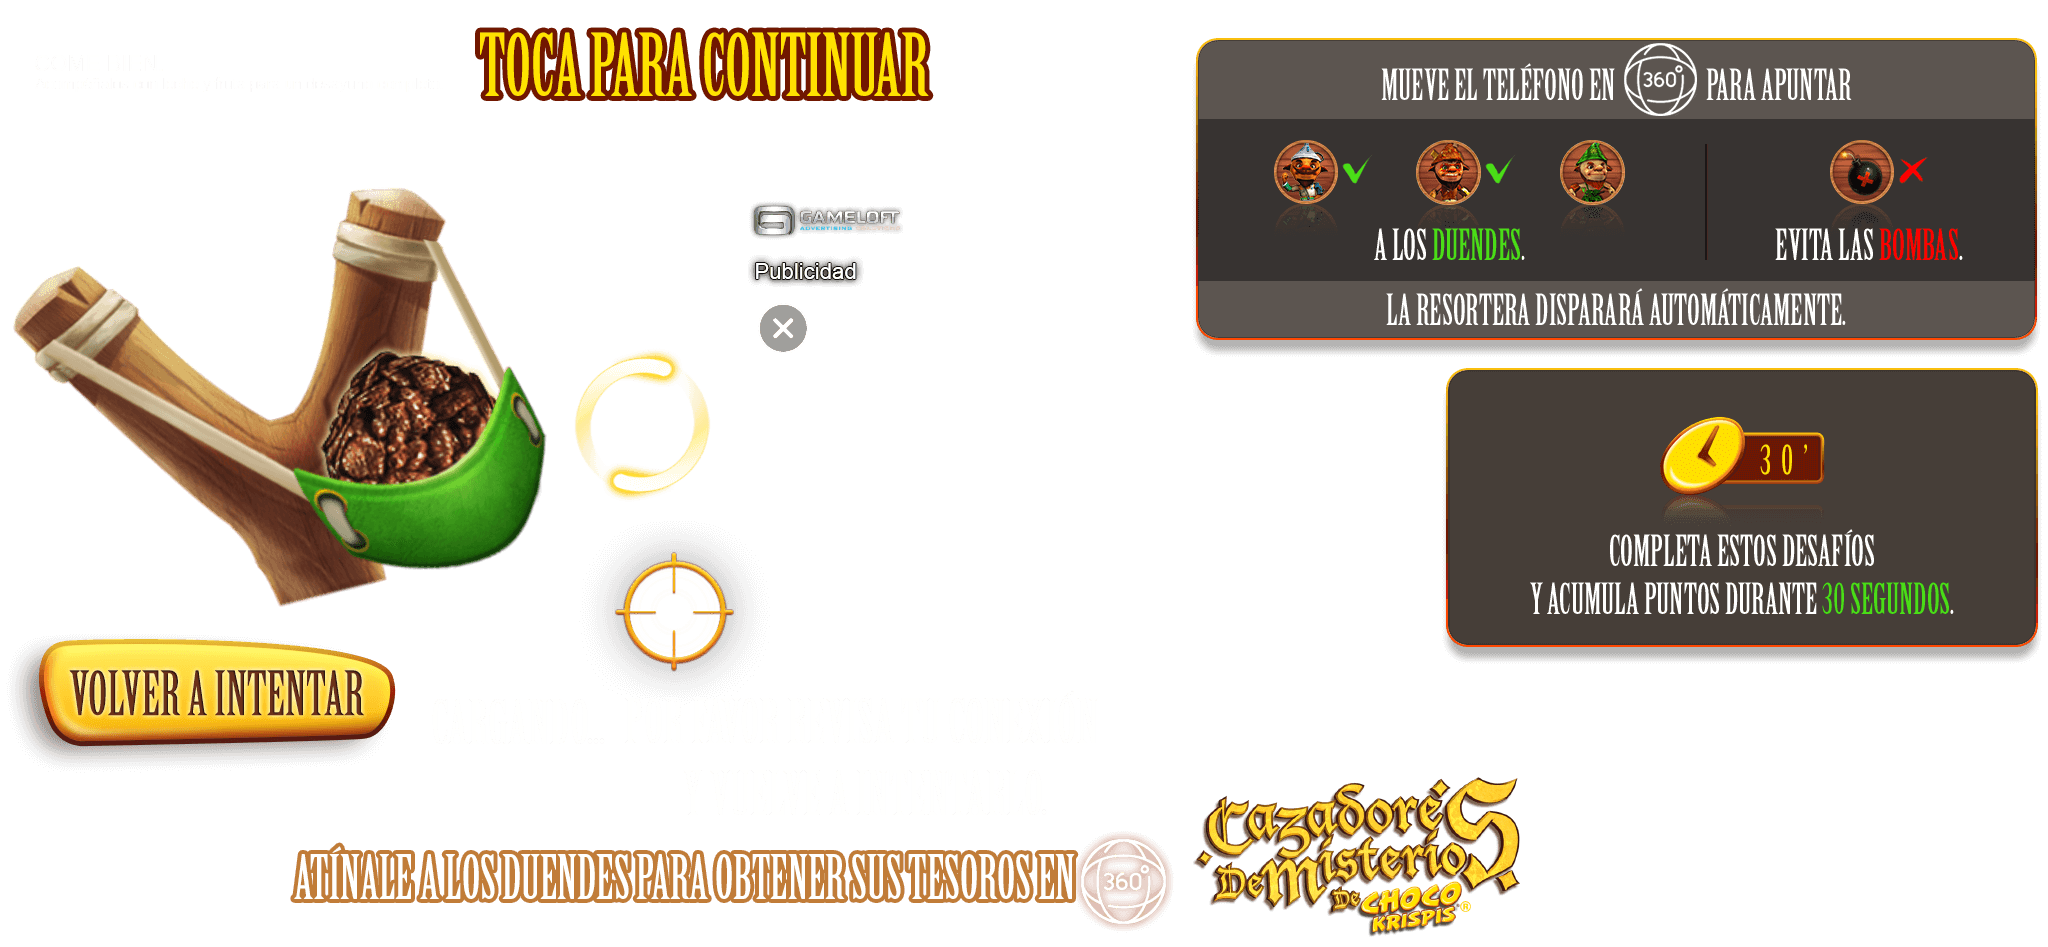 TOCA PARA CONTINUAR
MUEVE EL TELÉFONO EN 360° PARA APUNTAR
A LOS DUENDES.
EVITA LAS BOMBAS.
LA RESORTERA DISPARARÁ AUTOMÁTICAMENTE.
GAMELOFT
ADVERTISING
Publicidad
30'
COMPLETA ESTOS DESAFÍOS
Y ACUMULA PUNTOS DURANTE 30 SEGUNDOS.
VOLVER A INTENTAR
ATÍNALE A LOS DUENDES PARA OBTENER SUS TESOROS EN 360°
Cazadores
De Misterios
De CHOCO
KRISPIS®